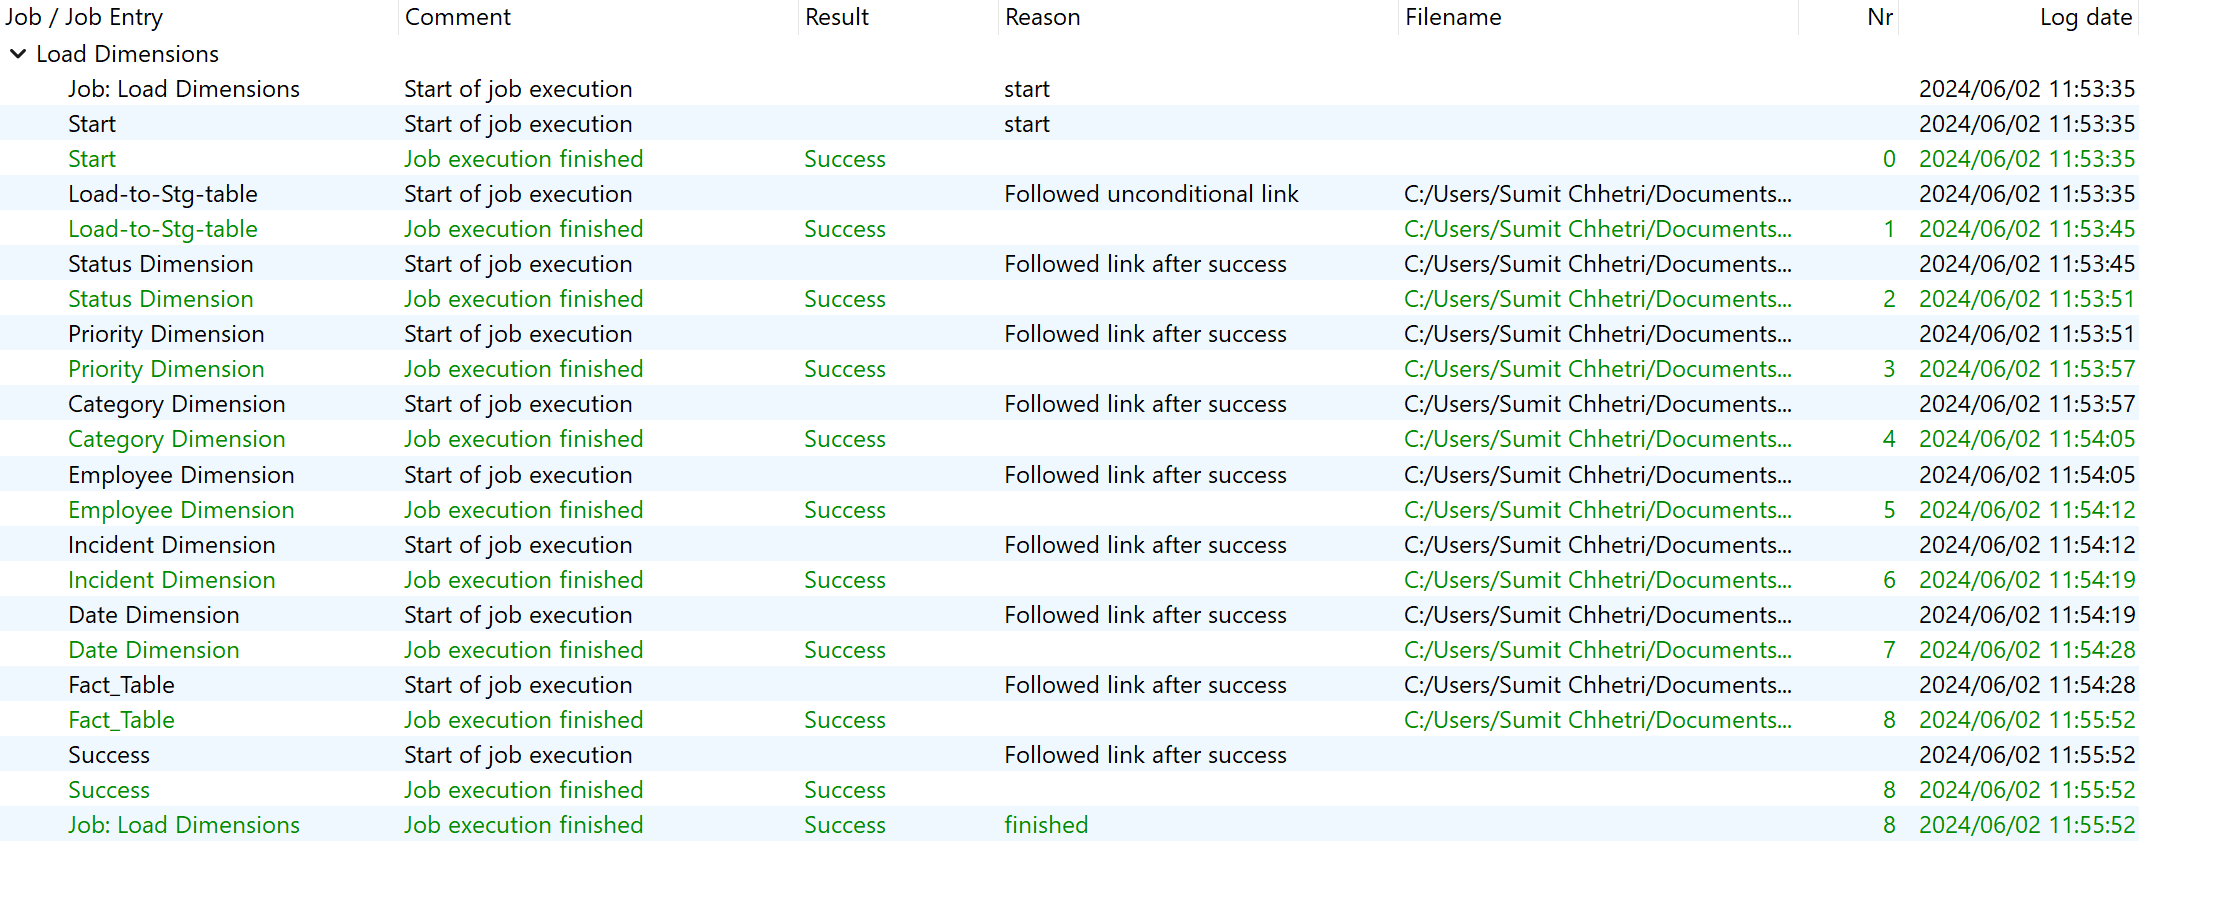 Job / Job Entry Comment Result Reason Filename Nr Log date
Load Dimensions
Job: Load Dimensions Start of job execution start 2024/06/02 11:53:35
Start Start of job execution start 2024/06/02 11:53:35
Start Job execution finished Success 0 2024/06/02 11:53:35
Load-to-Stg-table Start of job execution Followed unconditional link C:/Users/Sumit Chhetri/Documents... 2024/06/02 11:53:35
Load-to-Stg-table Job execution finished Success C:/Users/Sumit Chhetri/Documents... 1 2024/06/02 11:53:45
Status Dimension Start of job execution Followed link after success C:/Users/Sumit Chhetri/Documents... 2024/06/02 11:53:45
Status Dimension Job execution finished Success C:/Users/Sumit Chhetri/Documents... 2 2024/06/02 11:53:51
Priority Dimension Start of job execution Followed link after success C:/Users/Sumit Chhetri/Documents... 2024/06/02 11:53:51
Priority Dimension Job execution finished Success C:/Users/Sumit Chhetri/Documents... 3 2024/06/02 11:53:57
Category Dimension Start of job execution Followed link after success C:/Users/Sumit Chhetri/Documents... 2024/06/02 11:53:57
Category Dimension Job execution finished Success C:/Users/Sumit Chhetri/Documents... 4 2024/06/02 11:54:05
Employee Dimension Start of job execution Followed link after success C:/Users/Sumit Chhetri/Documents... 2024/06/02 11:54:05
Employee Dimension Job execution finished Success C:/Users/Sumit Chhetri/Documents... 5 2024/06/02 11:54:12
Incident Dimension Start of job execution Followed link after success C:/Users/Sumit Chhetri/Documents... 2024/06/02 11:54:12
Incident Dimension Job execution finished Success C:/Users/Sumit Chhetri/Documents... 6 2024/06/02 11:54:19
Date Dimension Start of job execution Followed link after success C:/Users/Sumit Chhetri/Documents... 2024/06/02 11:54:19
Date Dimension Job execution finished Success C:/Users/Sumit Chhetri/Documents... 7 2024/06/02 11:54:28
Fact_Table Start of job execution Followed link after success C:/Users/Sumit Chhetri/Documents... 2024/06/02 11:54:28
Fact_Table Job execution finished Success C:/Users/Sumit Chhetri/Documents... 8 2024/06/02 11:55:52
Success Start of job execution Followed link after success 2024/06/02 11:55:52
Success Job execution finished Success 8 2024/06/02 11:55:52
Job: Load Dimensions Job execution finished Success finished 8 2024/06/02 11:55:52